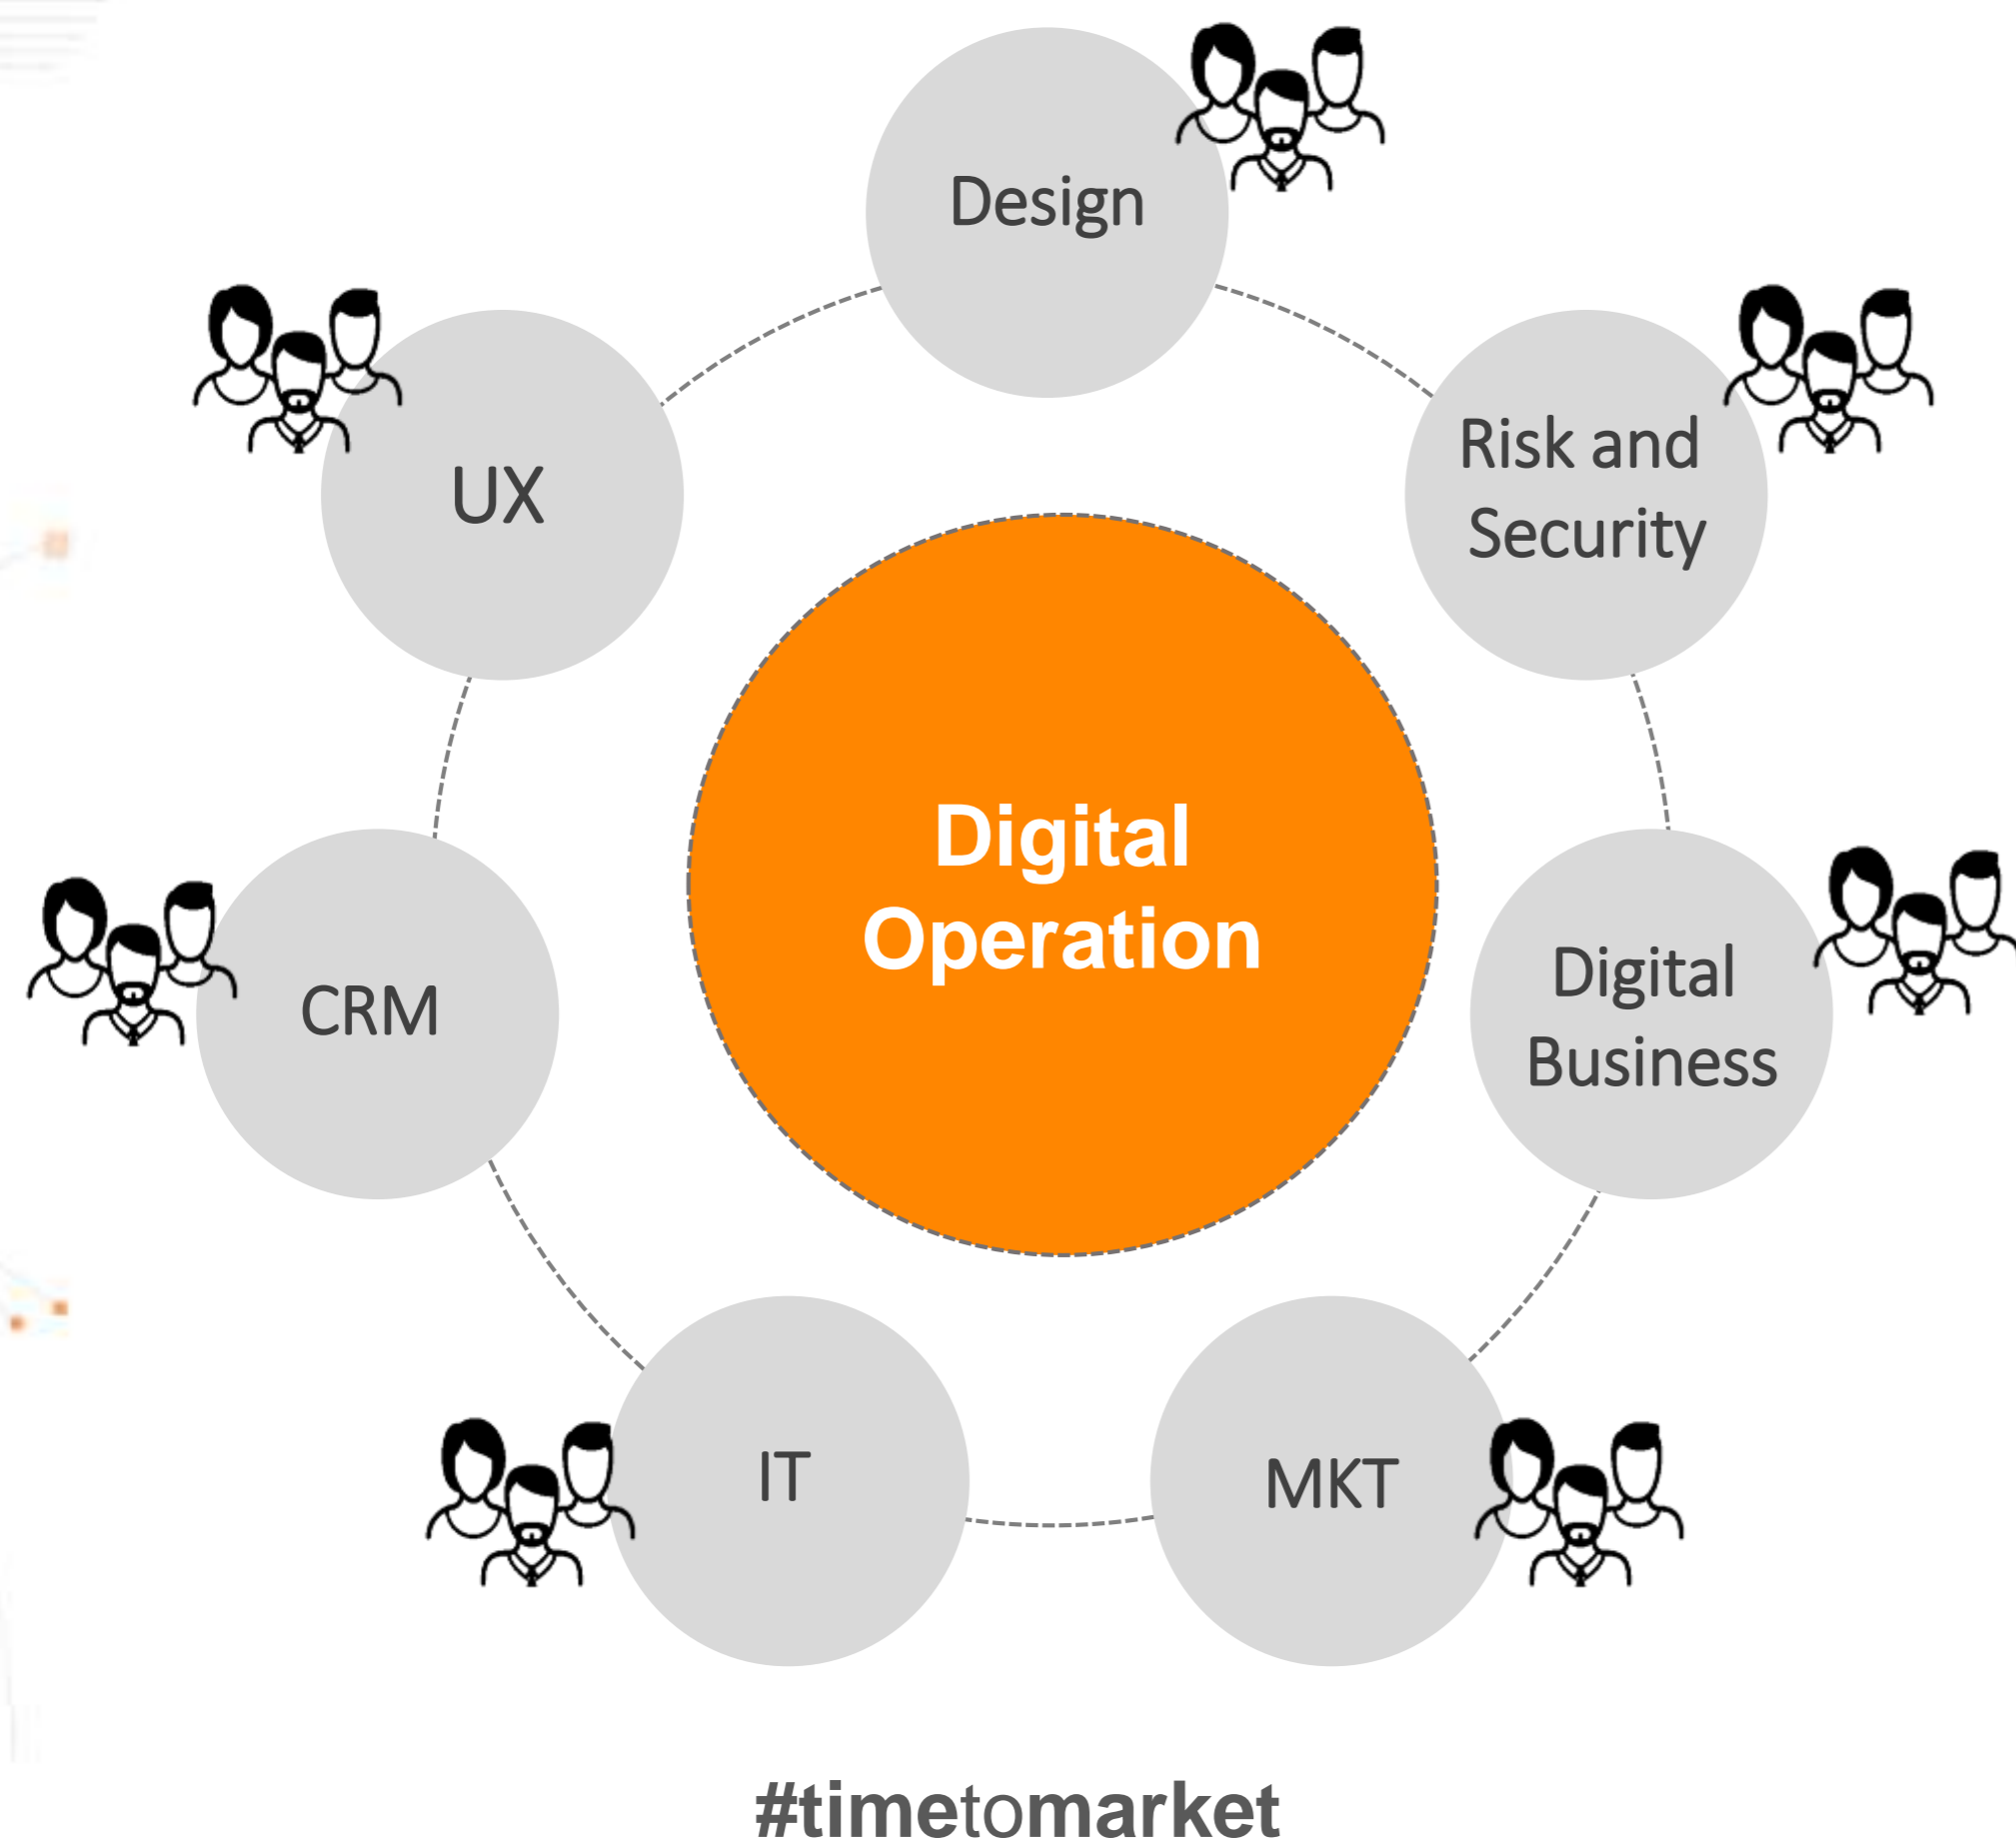 Design
UX
Risk and
Security
Digital
Operation
CRM
Digital
Business
IT
MKT
#timetomarket